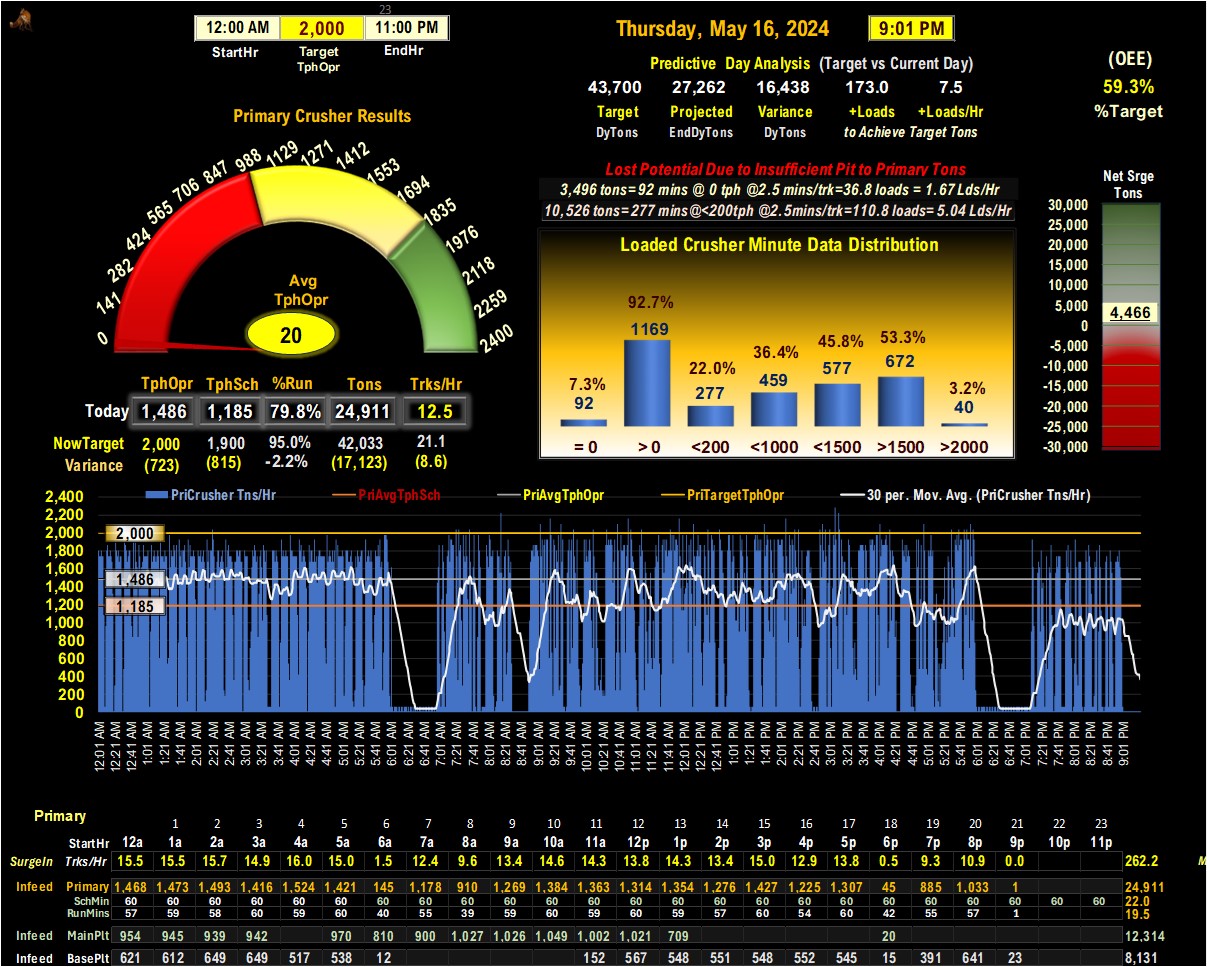 23
12:00 AM 2,000 11:00 PM
StartHr Target TphOpr EndHr
Thursday, May 16, 2024 9:01 PM
Predictive Day Analysis (Target vs Current Day)
43,700 27,262 16,438 173.0 7.5
Target Projected Variance +Loads +Loads/Hr
DyTons EndDyTons DyTons to Achieve Target Tons
(OEE)
59.3%
%Target
Primary Crusher Results
0 141 282 424 565 706 847 988 1129 1271 1412 1553 1694 1835 1976 2118 2259 2400
Avg
TphOpr
20
Lost Potential Due to Insufficient Pit to Primary Tons
3,496 tons=92 mins @ 0 tph @2.5 mins/trk=36.8 loads = 1.67 Lds/Hr
10,526 tons=277 mins@<200tph @2.5mins/trk=110.8 loads= 5.04 Lds/Hr
Loaded Crusher Minute Data Distribution
7.3% 92.7% 22.0% 36.4% 45.8% 53.3% 3.2%
92 1169 277 459 577 672 40
= 0 > 0 <200 <1000 <1500 >1500 >2000
Net Srge
Tons
30,000
25,000
20,000
15,000
10,000
5,000
4,466
0
-5,000
-10,000
-15,000
-20,000
-25,000
-30,000
TphOpr TphSch %Run Tons Trks/Hr
Today 1,486 1,185 79.8% 24,911 12.5
NowTarget 2,000 1,900 95.0% 42,033 21.1
Variance (723) (815) -2.2% (17,123) (8.6)
PriCrusher Tns/Hr PriAvgTphSch PriAvgTphOpr PriTargetTphOpr 30 per. Mov. Avg. (PriCrusher Tns/Hr)
2,400
2,200
2,000
1,800
1,600
1,400
1,200
1,000
800
600
400
200
0
2,000
1,486
1,185
12:01 AM 12:21 AM 12:41 AM 1:01 AM 1:21 AM 1:41 AM 2:01 AM 2:21 AM 2:41 AM 3:01 AM 3:21 AM 3:41 AM 4:01 AM 4:21 AM 4:41 AM 5:01 AM 5:21 AM 5:41 AM 6:01 AM 6:21 AM 6:41 AM 7:01 AM 7:21 AM 7:41 AM 8:01 AM 8:21 AM 8:41 AM 9:01 AM 9:21 AM 9:41 AM 10:01 AM 10:21 AM 10:41 AM 11:01 AM 11:21 AM 11:41 AM 12:01 PM 12:21 PM 12:41 PM 1:01 PM 1:21 PM 1:41 PM 2:01 PM 2:21 PM 2:41 PM 3:01 PM 3:21 PM 3:41 PM 4:01 PM 4:21 PM 4:41 PM 5:01 PM 5:21 PM 5:41 PM 6:01 PM 6:21 PM 6:41 PM 7:01 PM 7:21 PM 7:41 PM 8:01 PM 8:21 PM 8:41 PM 9:01 PM
Primary
1 2 3 4 5 6 7 8 9 10 11 12 13 14 15 16 17 18 19 20 21 22 23
StartHr 12a 1a 2a 3a 4a 5a 6a 7a 8a 9a 10a 11a 12p 1p 2p 3p 4p 5p 6p 7p 8p 9p 10p 11p
SurgeIn Trks/Hr 15.5 15.5 15.7 14.9 16.0 15.0 1.5 12.4 9.6 13.4 14.6 14.3 13.8 14.3 13.4 15.0 12.9 13.8 0.5 9.3 10.9 0.0 262.2 M
Infeed Primary 1,468 1,473 1,493 1,416 1,524 1,421 145 1,178 910 1,269 1,384 1,363 1,314 1,354 1,276 1,427 1,225 1,307 45 885 1,033 1 24,911
SchMin 60 60 60 60 60 60 60 60 60 60 60 60 60 60 60 60 60 60 60 60 60 60 60 60 22.0
RunMins 57 59 58 60 59 60 40 55 39 59 60 59 60 59 57 60 54 60 42 55 57 1 19.5
Infeed MainPlt 954 945 939 942 970 810 900 1,027 1,026 1,049 1,002 1,021 709 20 12,314
Infeed BasePlt 621 612 649 649 517 538 12 152 567 548 551 548 552 545 15 391 641 23 8,131